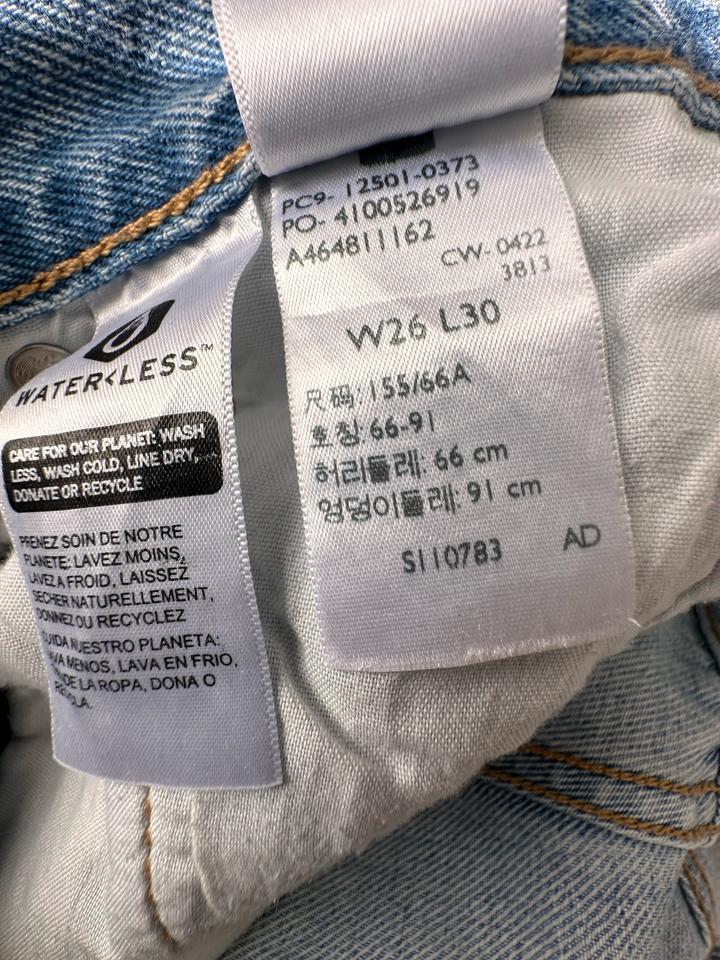 WATER<LESS™
CARE FOR OUR PLANET: WASH
LESS, WASH COLD, LINE DRY,
DONATE OR RECYCLE
PRENEZ SOIN DE NOTRE
PLANETE: LAVEZ MOINS,
LAVEZ A FROID, LAISSEZ
SECHER NATURELLEMENT,
DONNEZ OU RECYCLEZ
NUESTRO PLANETA:
MENOS, LAVA EN FRIO,
DE LA ROPA, DONA O
PC9- 12501-0373
PO- 4100526919
A464811162
CW- 0422
3813
W26 L30
尺码: 155/66A
호칭: 66-91
허리둘레: 66 cm
엉덩이둘레: 91 cm
S110783 AD